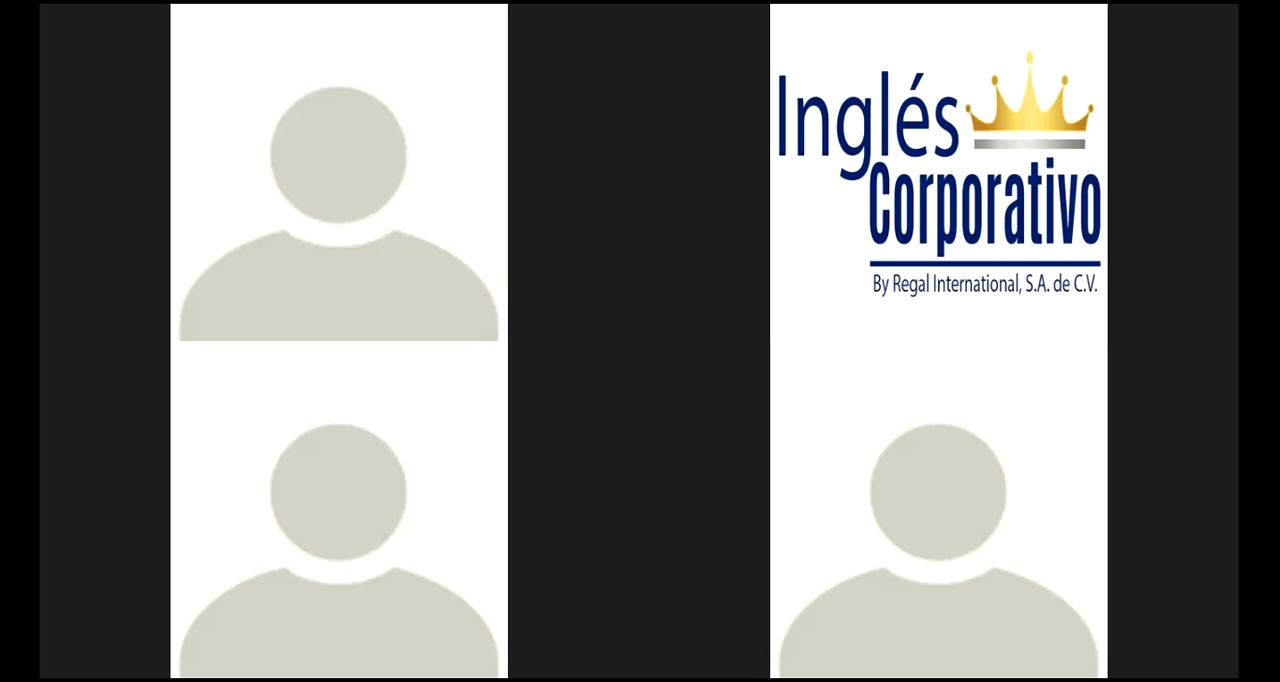 Inglés
Corporativo
By Regal International, S.A. de C.V.